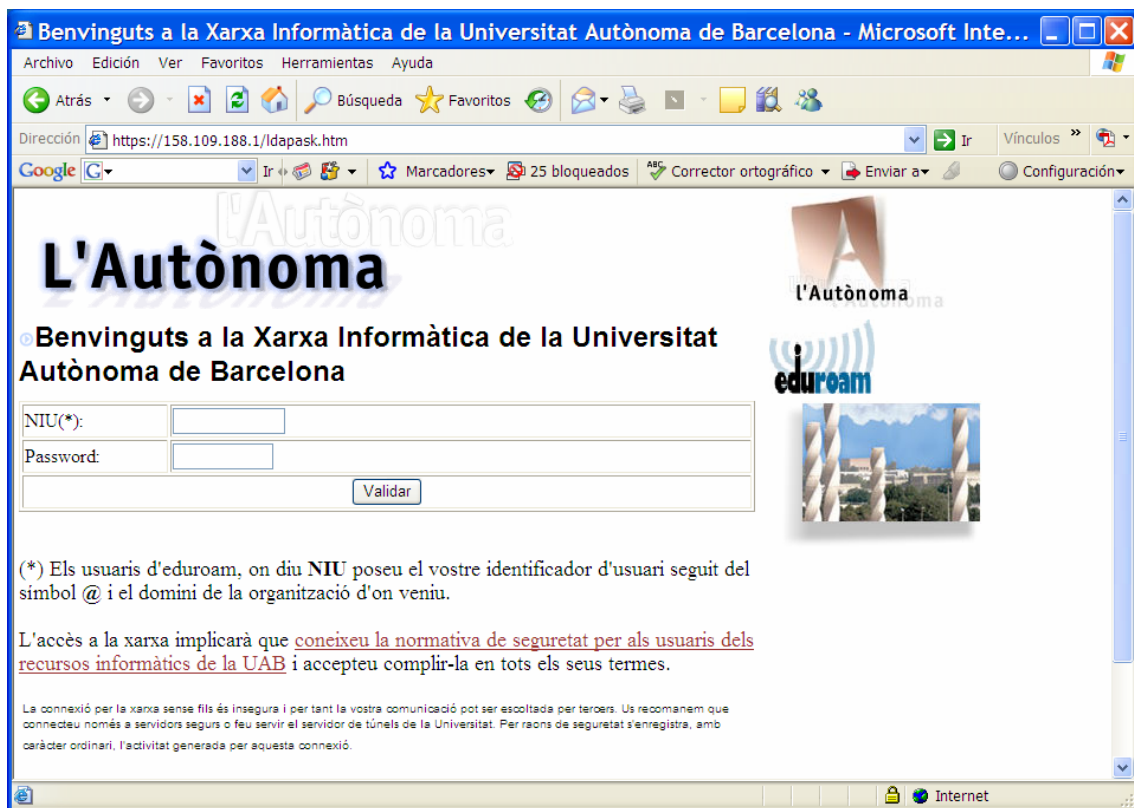 Benvinguts a la Xarxa Informàtica de la Universitat Autònoma de Barcelona - Microsoft Inte...
Archivo Edición Ver Favoritos Herramientas Ayuda
Atrás Búsqueda Favoritos
Dirección https://158.109.188.1/ldapask.htm Ir Vínculos »
Google G Ir Marcadores 25 bloqueados ABC Corrector ortográfico Enviar a Configuración
L'Autònoma
L'Autònoma
l'Autònoma
l'Autònoma
Benvinguts a la Xarxa Informàtica de la Universitat
Autònoma de Barcelona
eduroam
NIU(*):
Password:
Validar
(*) Els usuaris d'eduroam, on diu NIU poseu el vostre identificador d'usuari seguit del
símbol @ i el domini de la organització d'on veniu.
L'accès a la xarxa implicarà que coneixeu la normativa de seguretat per als usuaris dels
recursos informàtics de la UAB i accepteu complir-la en tots els seus termes.
La connexió per la xarxa sense fils és insegura i per tant la vostra comunicació pot ser escoltada per tercers. Us recomanem que
connecteu només a servidors segurs o feu servir el servidor de túnels de la Universitat. Per raons de seguretat s'enregistra, amb
caràcter ordinari, l'activitat generada per aquesta connexió.
Internet